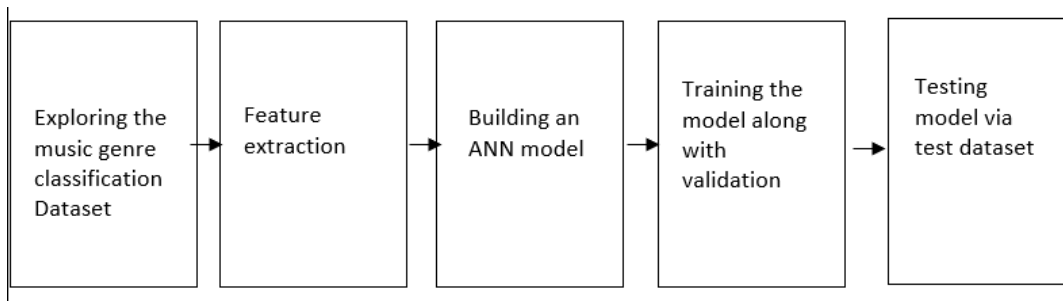 Exploring the
music genre
classification
Dataset
Feature
extraction
Building an
ANN model
Training the
model along
with
validation
Testing
model via
test dataset